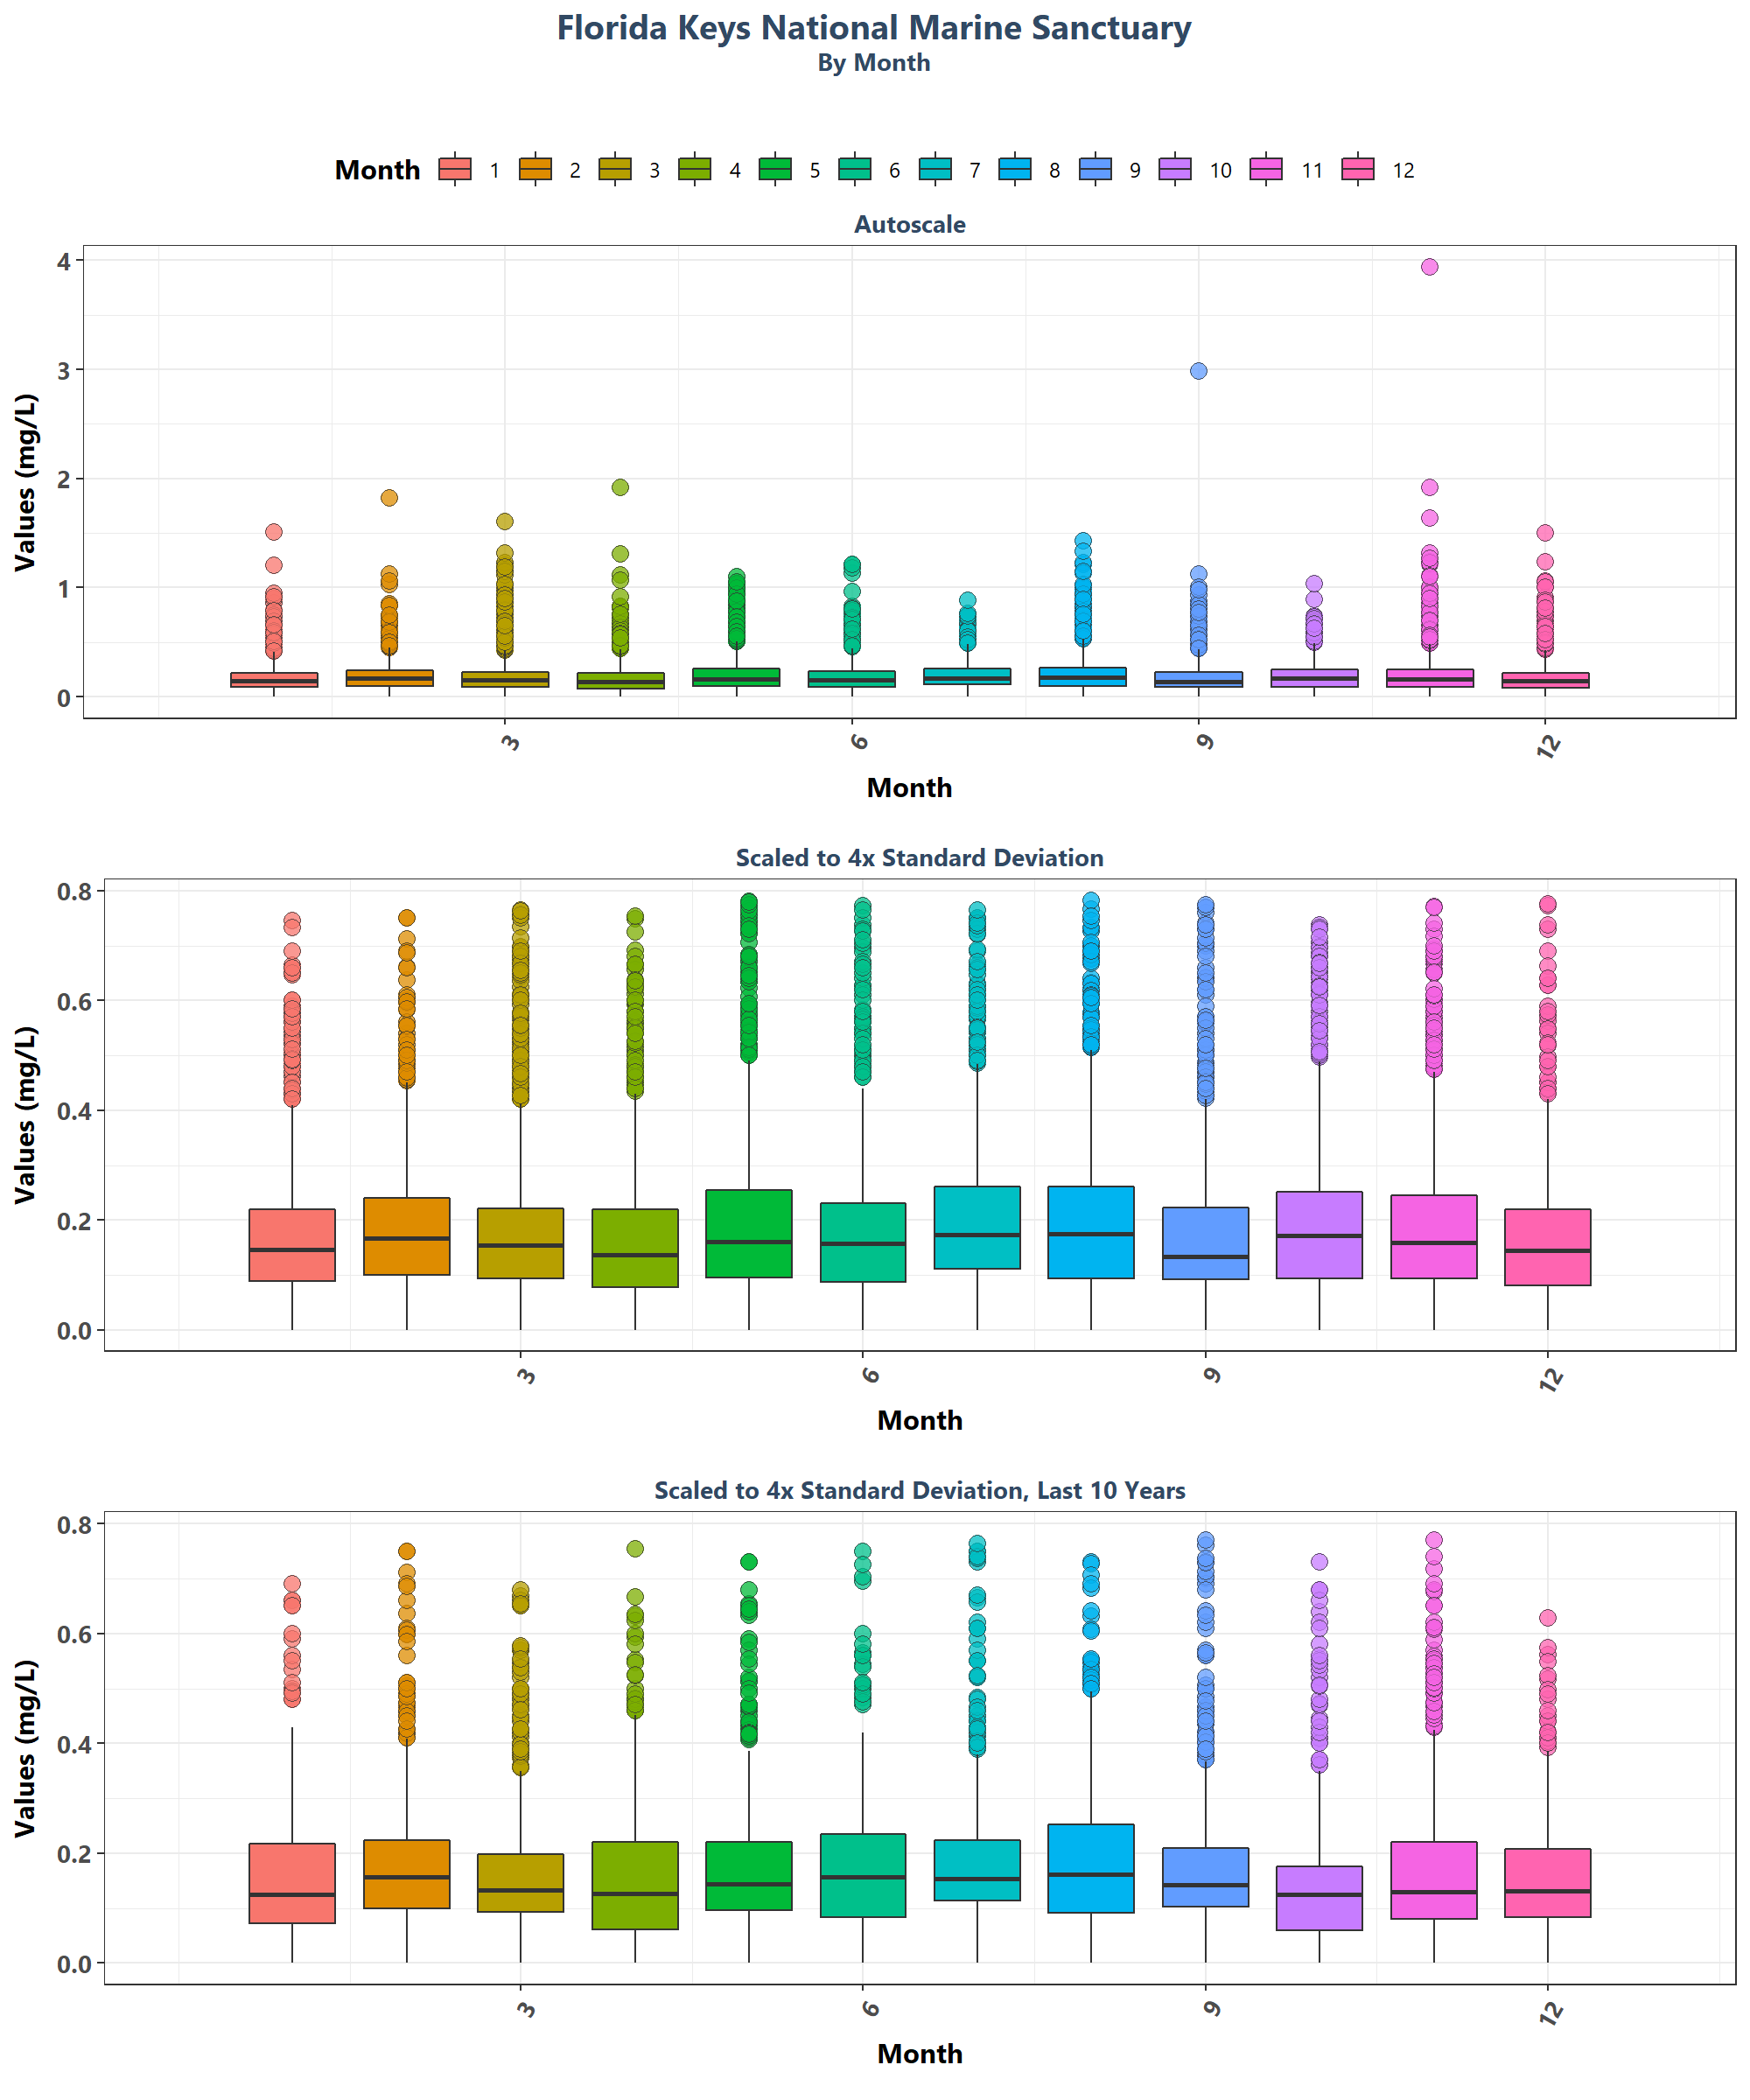 Florida Keys National Marine Sanctuary
By Month
Month 1 2 3 4 5 6 7 8 9 10 11 12
Autoscale
Values (mg/L)
4
3
2
1
0
3 6 9 12
Month
Scaled to 4x Standard Deviation
Values (mg/L)
0.8
0.6
0.4
0.2
0.0
3 6 9 12
Month
Scaled to 4x Standard Deviation, Last 10 Years
Values (mg/L)
0.8
0.6
0.4
0.2
0.0
3 6 9 12
Month